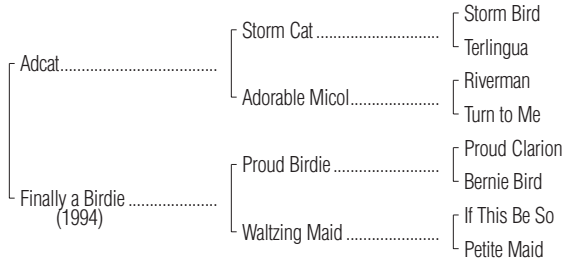 Storm Bird
Storm Cat ...............................
Terlingua
Adcat.....................................
Riverman
Adorable Micol.......................
Turn to Me
Proud Clarion
Proud Birdie ...........................
Bernie Bird
Finally a Birdie .....................
(1994)
If This Be So
Waltzing Maid ........................
Petite Maid